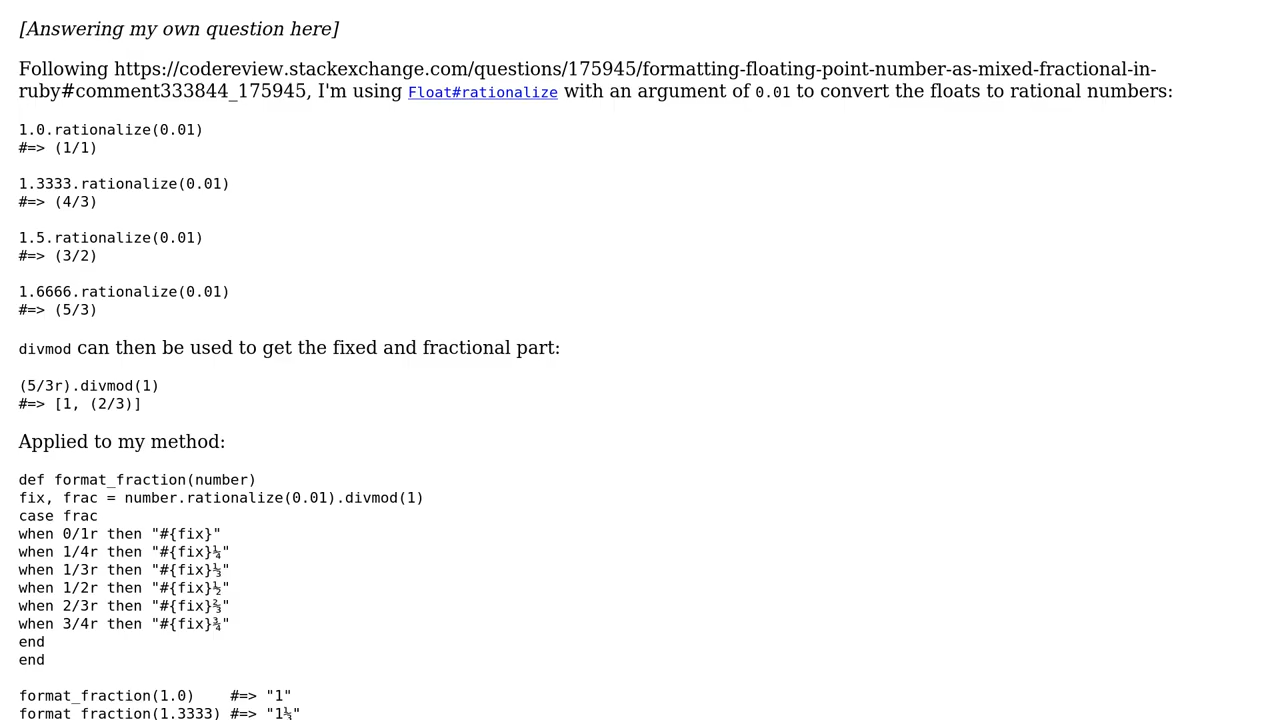 [Answering my own question here]
Following https://codereview.stackexchange.com/questions/175945/formatting-floating-point-number-as-mixed-fractional-in-
ruby#comment333844_175945, I'm using Float#rationalize with an argument of 0.01 to convert the floats to rational numbers:
1.0.rationalize(0.01)
#=> (1/1)
1.3333.rationalize(0.01)
#=> (4/3)
1.5.rationalize(0.01)
#=> (3/2)
1.6666.rationalize(0.01)
#=> (5/3)
divmod can then be used to get the fixed and fractional part:
(5/3r).divmod(1)
#=> [1, (2/3)]
Applied to my method:
def format_fraction(number)
fix, frac = number.rationalize(0.01).divmod(1)
case frac
when 0/1r then "#{fix}"
when 1/4r then "#{fix}¼"
when 1/3r then "#{fix}⅓"
when 1/2r then "#{fix}½"
when 2/3r then "#{fix}⅔"
when 3/4r then "#{fix}¾"
end
end
format_fraction(1.0)    #=> "1"
format_fraction(1.3333) #=> "1⅓"